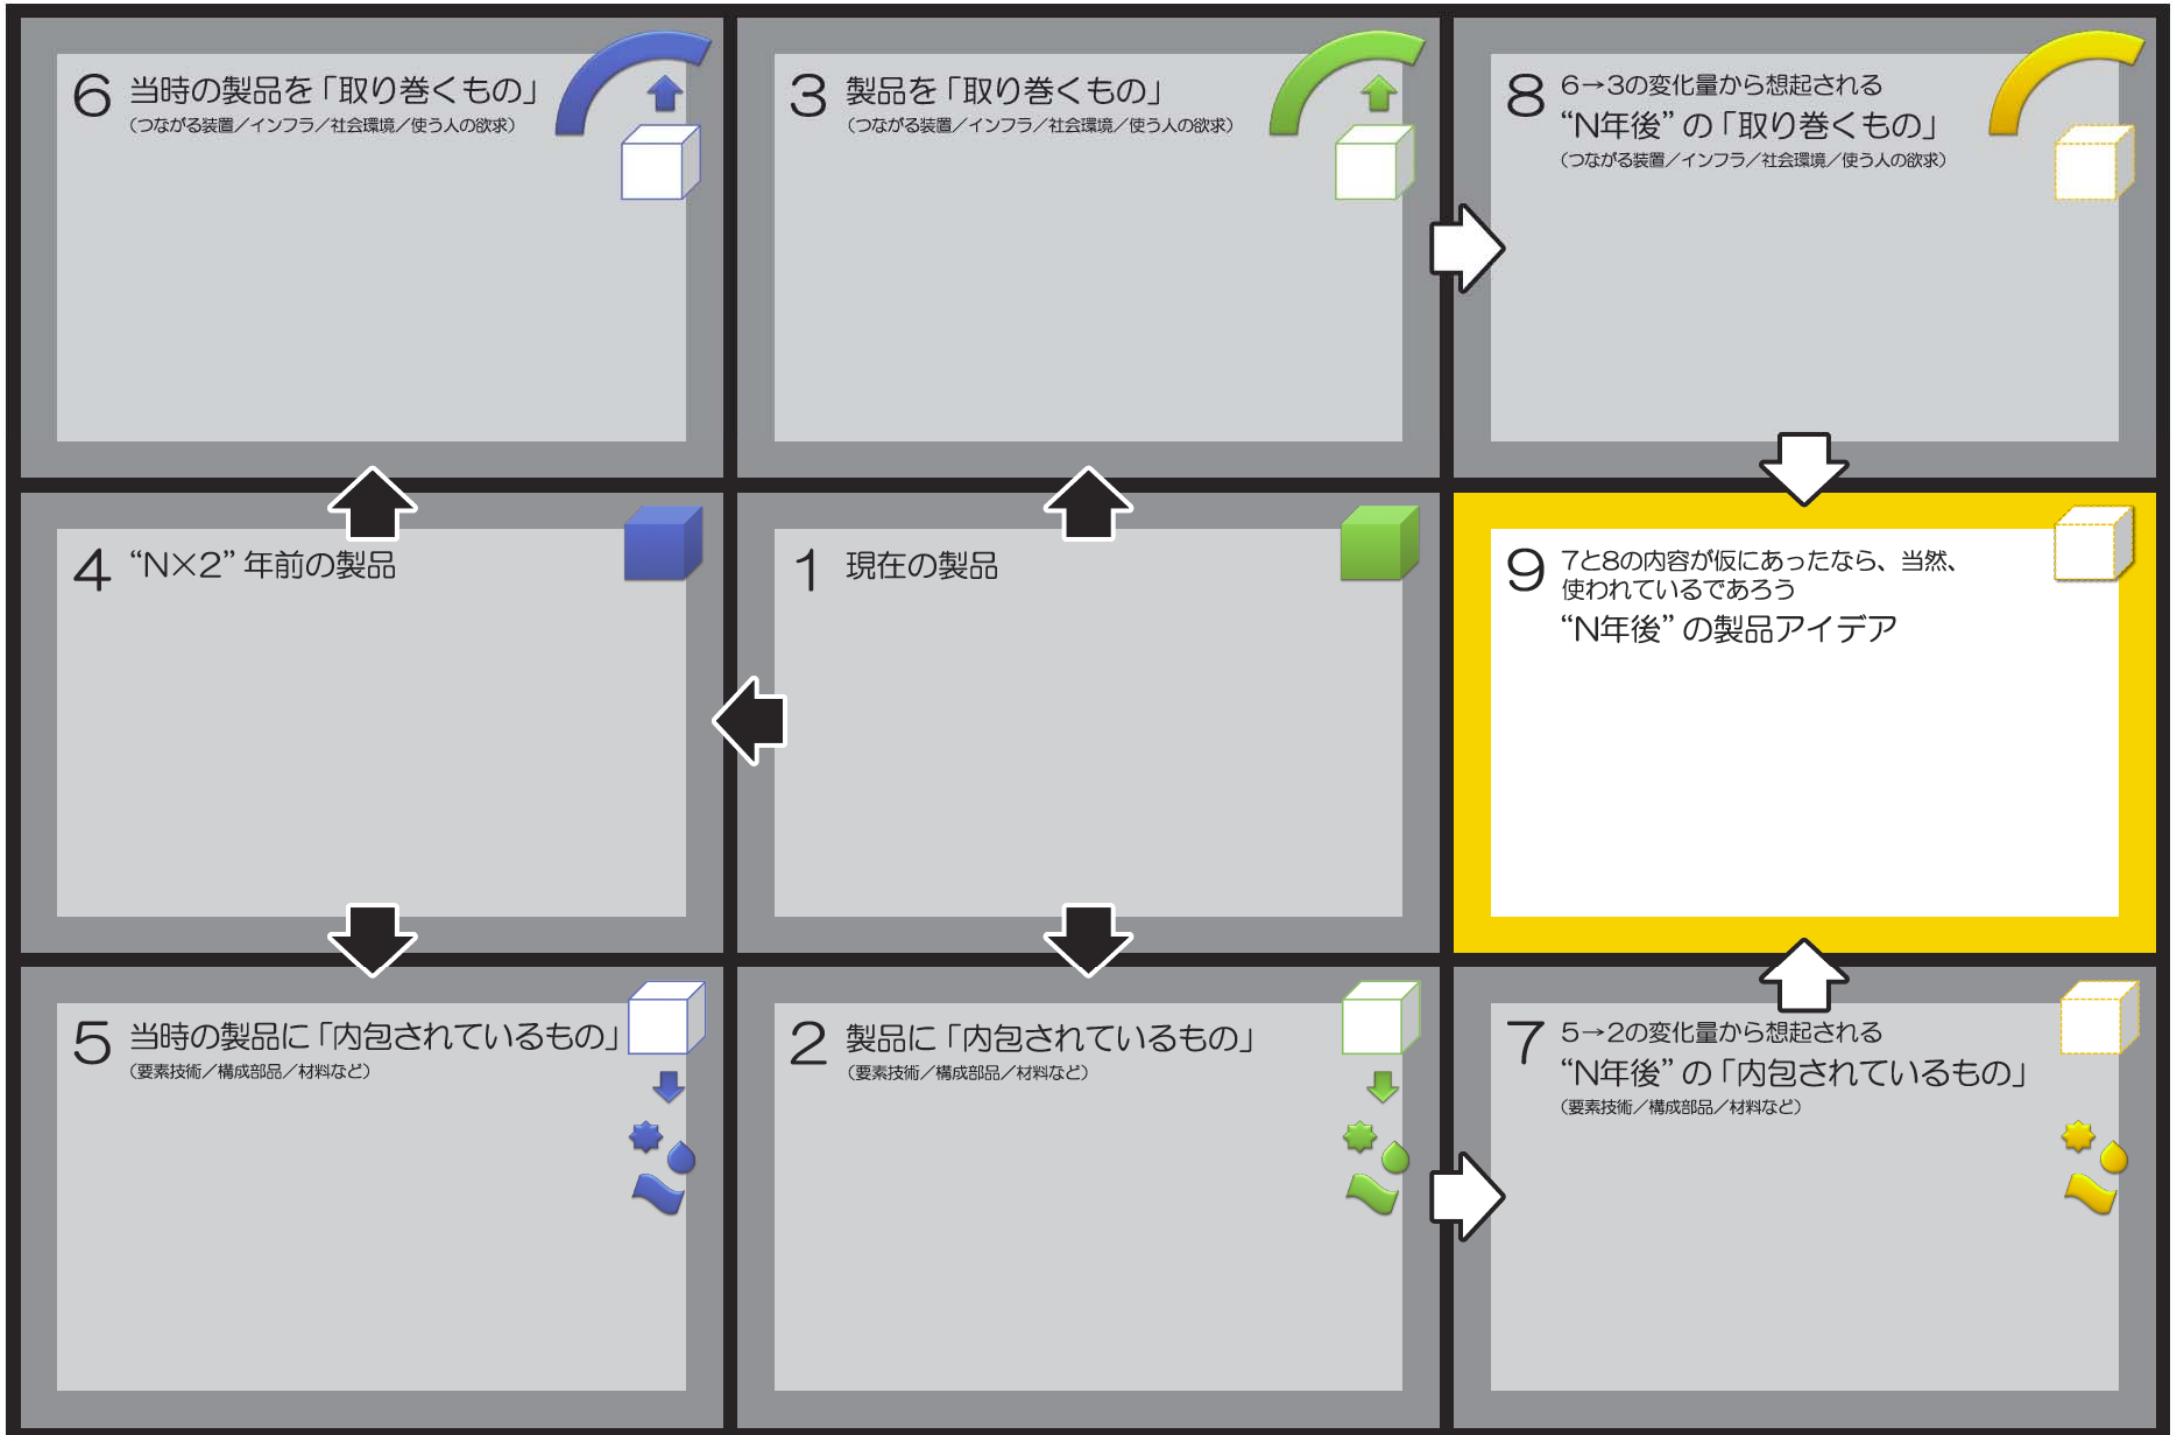 6 当時の製品を「取り巻くもの」
（つながる装置／インフラ／社会環境／使う人の欲求）
3 製品を「取り巻くもの」
（つながる装置／インフラ／社会環境／使う人の欲求）
8 6→3の変化量から想起される
“N年後”の「取り巻くもの」
（つながる装置／インフラ／社会環境／使う人の欲求）
4 “N×2”年前の製品
1 現在の製品
9 7と8の内容が仮にあったなら、当然、
使われているであろう
“N年後”の製品アイデア
5 当時の製品に「内包されているもの」
（要素技術／構成部品／材料など）
2 製品に「内包されているもの」
（要素技術／構成部品／材料など）
7 5→2の変化量から想起される
“N年後”の「内包されているもの」
（要素技術／構成部品／材料など）